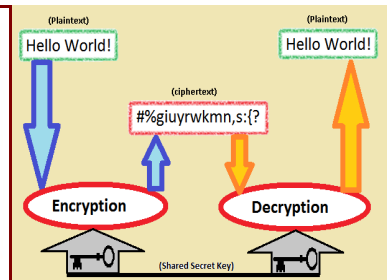 (Plaintext)
Hello World!
(Plaintext)
Hello World!
(ciphertext)
#%giuyrwkmn,s:{?
Encryption
Decryption
(Shared Secret Key)